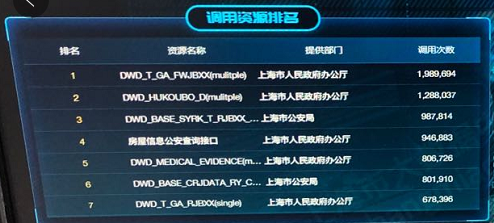 调用资源排名
排名 资源名称 提供部门 调用次数
1 DWD_T_GA_FWJBXX(mulitple) 上海市人民政府办公厅 1,989,694
2 DWD_HUKOUBO_D(mulitple) 上海市人民政府办公厅 1,288,037
3 DWD_BASE_SYRK_T_RJBXX_... 上海市公安局 987,814
4 房屋信息公安查询接口 上海市人民政府办公厅 946,883
5 DWD_MEDICAL_EVIDENCE(m... 上海市人民政府办公厅 806,726
6 DWD_BASE_CRJDATA_RY_C... 上海市公安局 801,910
7 DWD_T_GA_RJBXX(single) 上海市人民政府办公厅 678,396